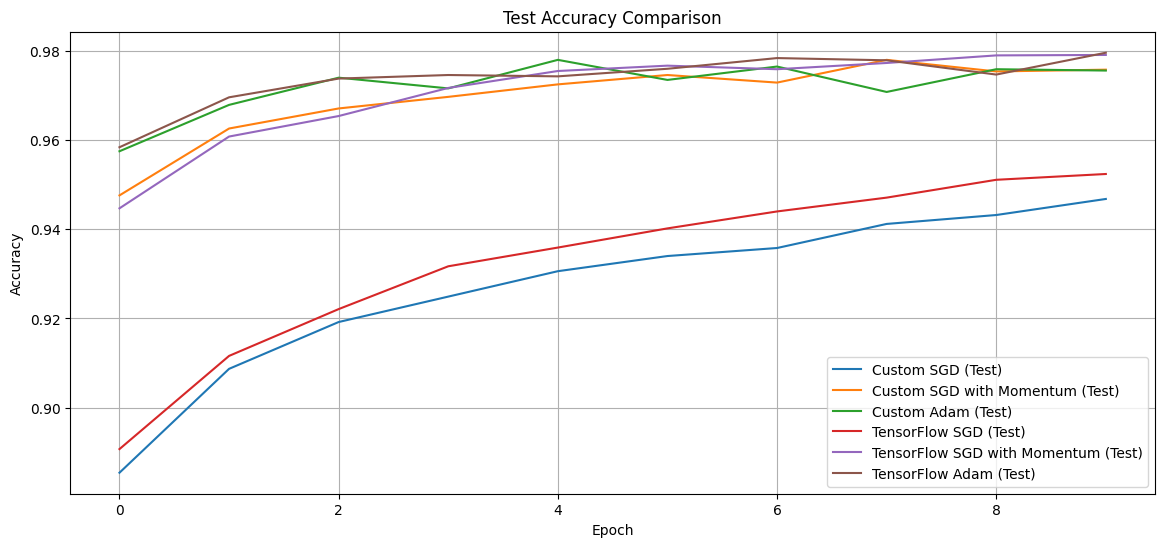 Test Accuracy Comparison
0.98
0.96
0.94
0.92
0.90
Accuracy
0
2
4
6
8
Epoch
Custom SGD (Test)
Custom SGD with Momentum (Test)
Custom Adam (Test)
TensorFlow SGD (Test)
TensorFlow SGD with Momentum (Test)
TensorFlow Adam (Test)